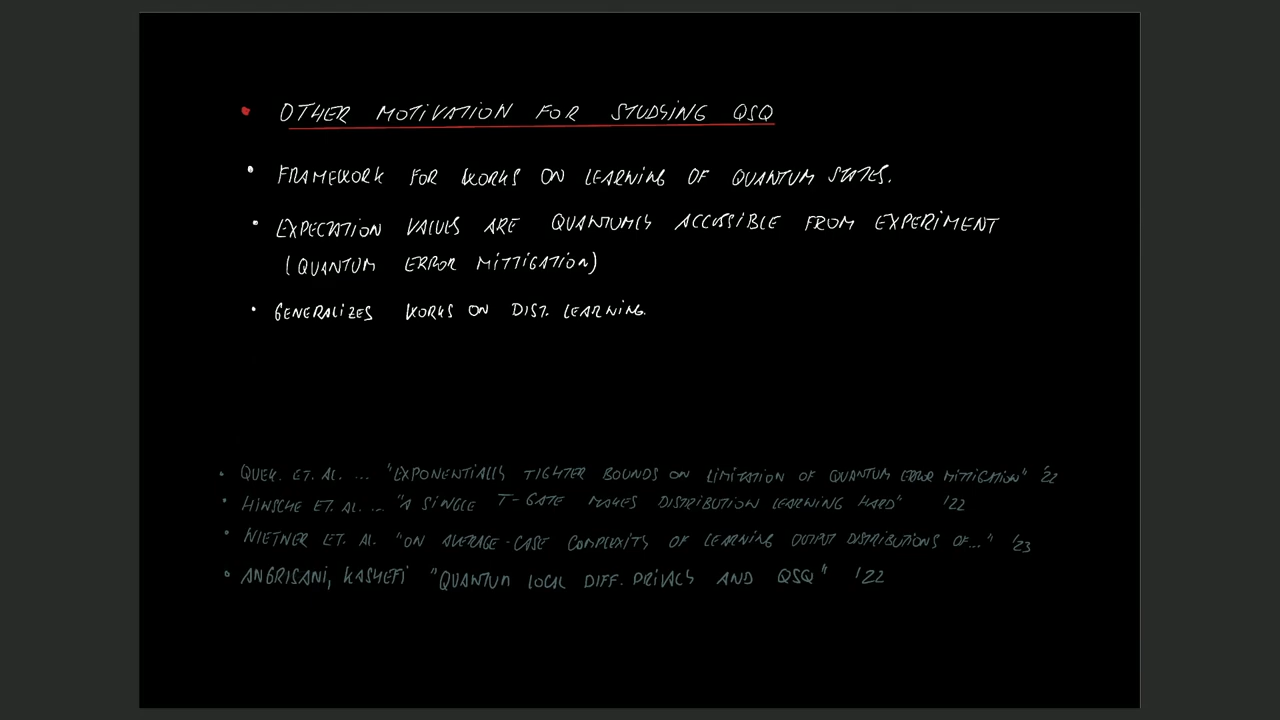 • OTHER MOTIVATION FOR STUDYING QSQ
• FRAMEWORK FOR WORKS ON LEARNING OF QUANTUM STATES.
• EXPECTATION VALUES ARE QUANTUMLY ACCESSIBLE FROM EXPERIMENT
(QUANTUM ERROR MITTIGATION)
• GENERALIZES WORKS ON DIST. LEARNING.
• QUEK. ET. AL. ... "EXPONENTIALLY TIGHTER BOUNDS ON LIMITATION OF QUANTUM ERROR MITTIGATION" '22
• HINSCHE ET. AL. ... "A SINGLE T-GATE MAKES DISTRIBUTION LEARNING HARD" '22
• NIETNER ET. AL. "ON AVERAGE-CASE COMPLEXITY OF LEARNING OUTPUT DISTRIBUTIONS OF..." '23
• ANGRISANI, KASHEFI "QUANTUM LOCAL DIFF. PRIVACY AND QSQ" '22